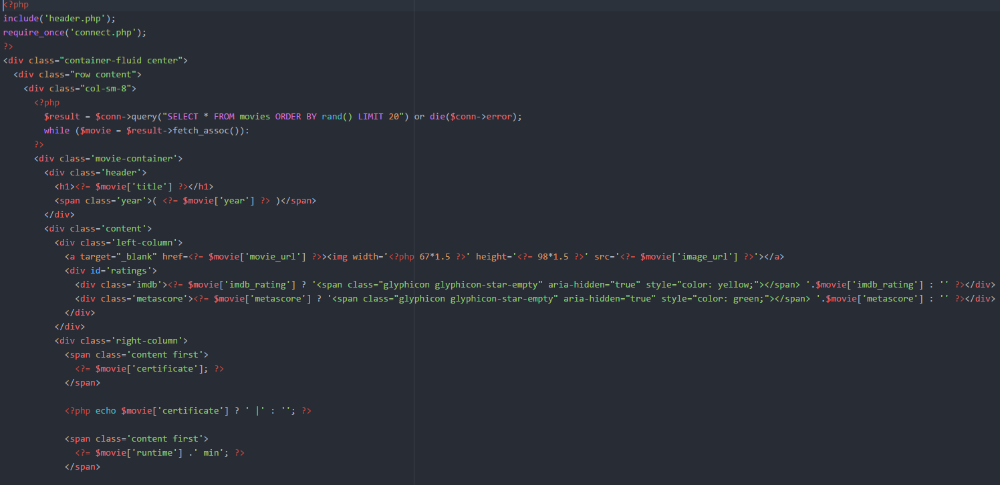 <?php
include('header.php');
require_once('connect.php');
?>
<div class="container-fluid center">
  <div class="row content">
    <div class="col-sm-8">
      <?php
        $result = $conn->query("SELECT * FROM movies ORDER BY rand() LIMIT 20") or die($conn->error);
        while ($movie = $result->fetch_assoc()):
      ?>
      <div class='movie-container'>
        <div class='header'>
          <h1><?= $movie['title'] ?></h1>
          <span class='year'>( <?= $movie['year'] ?> )</span>
        </div>
        <div class='content'>
          <div class='left-column'>
            <a target="_blank" href=<?= $movie['movie_url'] ?>><img width='<?php 67*1.5 ?>' height='<?= 98*1.5 ?>' src='<?= $movie['image_url'] ?>'></a>
            <div id='ratings'>
              <div class='imdb'><?= $movie['imdb_rating'] ? '<span class="glyphicon glyphicon-star-empty" aria-hidden="true" style="color: yellow;"></span> '.$movie['imdb_rating'] : '' ?></div>
              <div class='metascore'><?= $movie['metascore'] ? '<span class="glyphicon glyphicon-star-empty" aria-hidden="true" style="color: green;"></span> '.$movie['metascore'] : '' ?></div>
            </div>
          </div>
          <div class='right-column'>
            <span class='content first'>
              <?= $movie['certificate']; ?>
            </span>

            <?php echo $movie['certificate'] ? ' |' : ''; ?>

            <span class='content first'>
              <?= $movie['runtime'] .' min'; ?>
            </span>